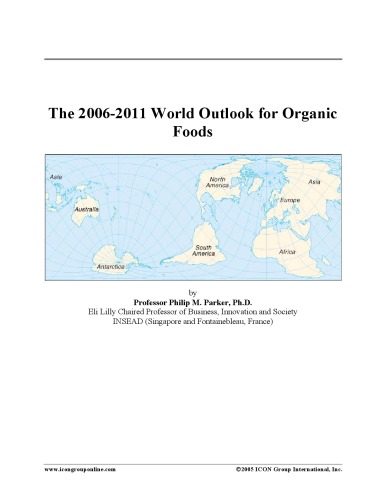 The 2006-2011 World Outlook for Organic
Foods
Asia
North
America
Asia
Europe
Australia
South
America
Africa
Antarctica
by
Professor Philip M. Parker, Ph.D.
Eli Lilly Chaired Professor of Business, Innovation and Society
INSEAD (Singapore and Fontainebleau, France)
www.icongrouponline.com ©2005 ICON Group International, Inc.